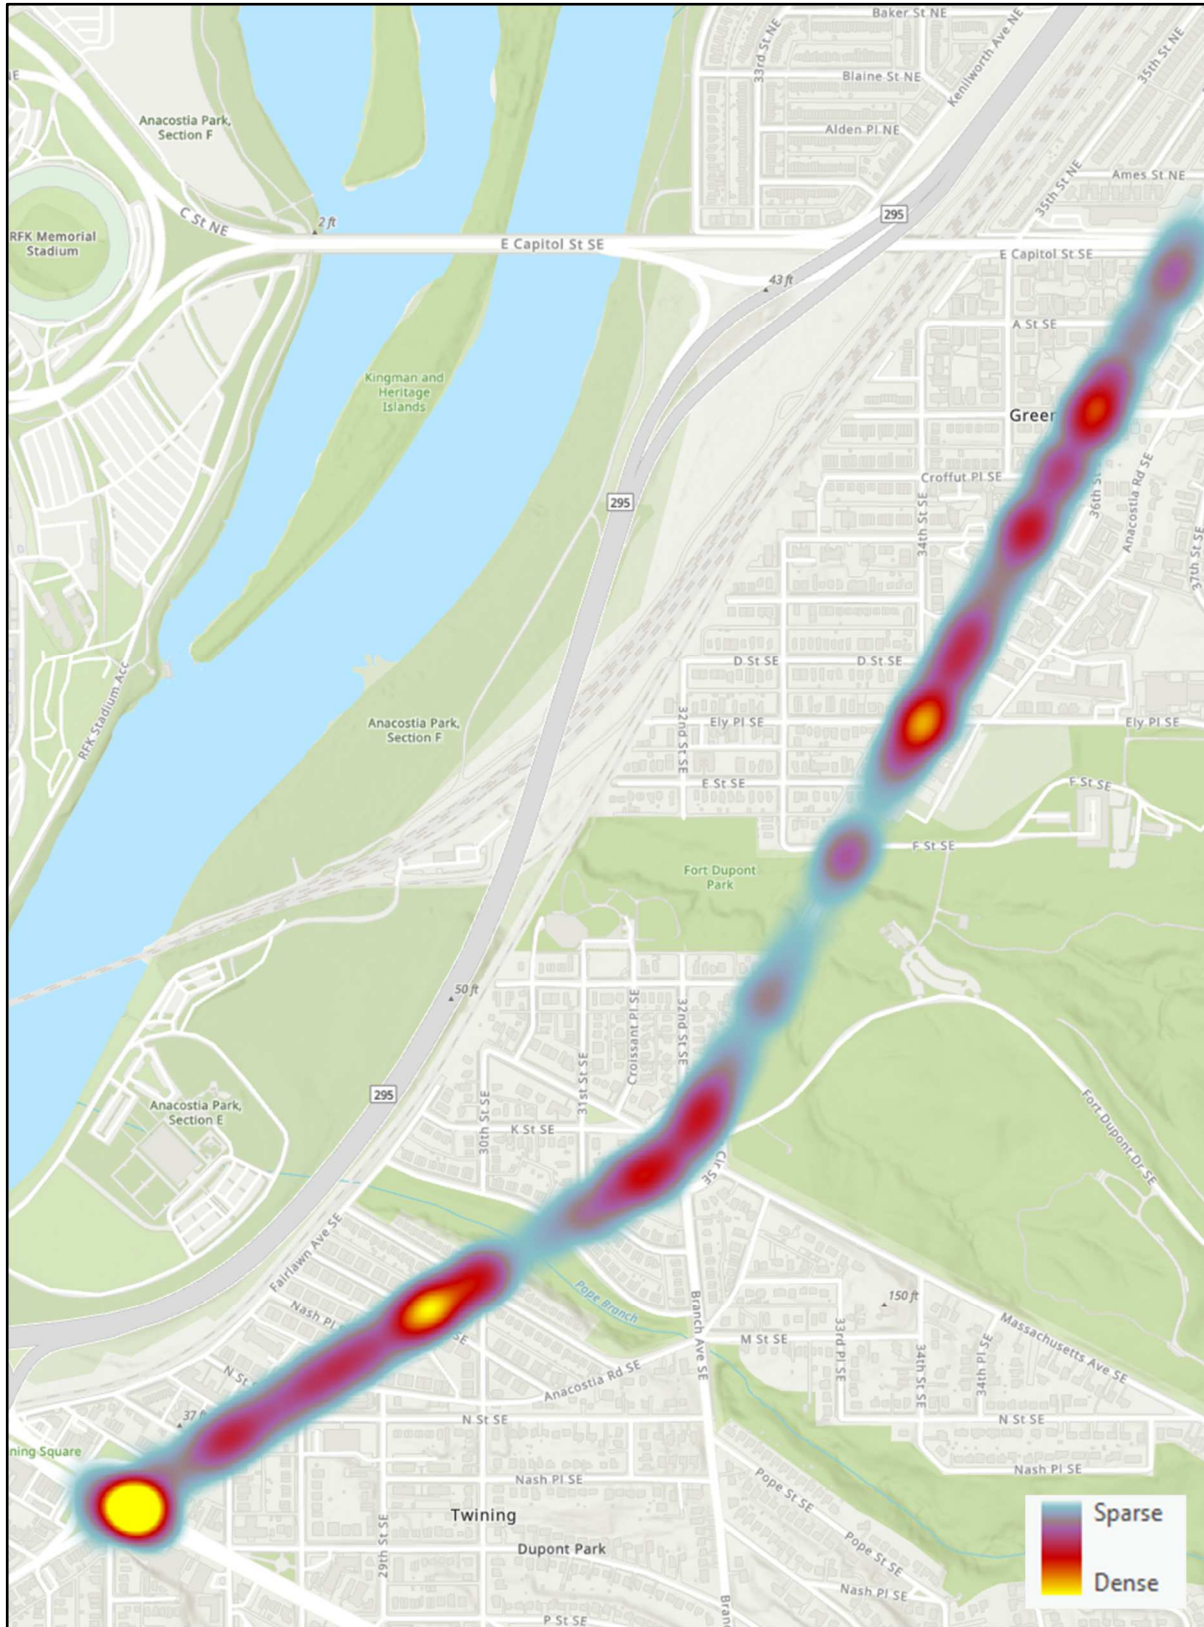 Baker St NE
33rd St NE
Blaine St NE
Kenilworth Ave NE
35th St NE
Alden Pl NE
Anacostia Park,
Section F
C St NE
2 ft
RFK Memorial
Stadium
E Capitol St SE
295
35th St NE
Ames St NE
E Capitol St SE
43 ft
A St SE
Kingman and
Heritage
Islands
Green
Croffut Pl SE
36th St
Anacostia Rd SE
295
34th St SE
37th St SE
D St SE
D St SE
RFK Stadium Acc
Anacostia Park,
Section F
32nd St SE
Ely Pl SE
Ely Pl SE
E St SE
F St SE
F St SE
Fort Dupont
Park
50 ft
Croissant Pl SE
32nd St SE
31st St SE
295
Anacostia Park,
Section E
30th St SE
K St SE
Fort Dupont Dr SE
Cir SE
Fairlawn Ave SE
Pope Branch
Nash Pl SE
150 ft
Branch Ave SE
M St SE
33rd Pl SE
34th St SE
34th Pl SE
Massachusetts Ave SE
Anacostia Rd SE
N St
37 ft
N St SE
N St SE
ning Square
Nash Pl SE
Nash Pl SE
Pope St SE
Twining
29th St SE
Dupont Park
Pope St SE
Nash Pl SE
P St SE
Bran
Sparse
Dense